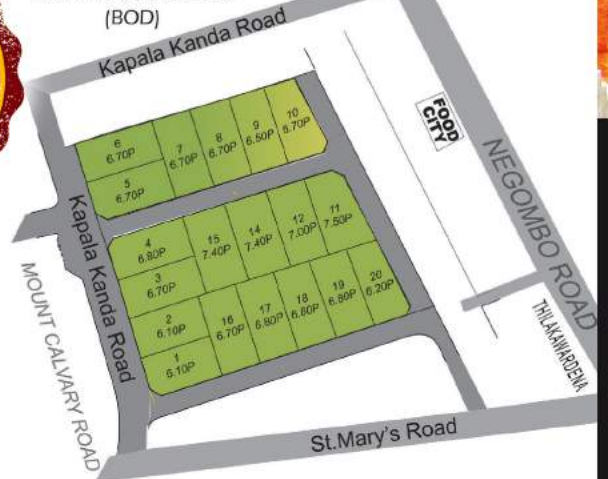 (BOD)
Kapala Kanda Road
FOOD
CITY
NEGOMBO ROAD
6
6.70P
7
6.70P
8
6.70P
9
6.50P
10
6.70P
5
6.70P
Kapala Kanda Road
4
6.80P
15
7.40P
14
7.40P
12
7.00P
11
7.50P
3
6.70P
2
6.10P
16
6.70P
17
6.80P
18
6.80P
19
6.80P
20
6.20P
1
6.10P
MOUNT CALVARY ROAD
THILAKAWARDENA
St.Mary's Road